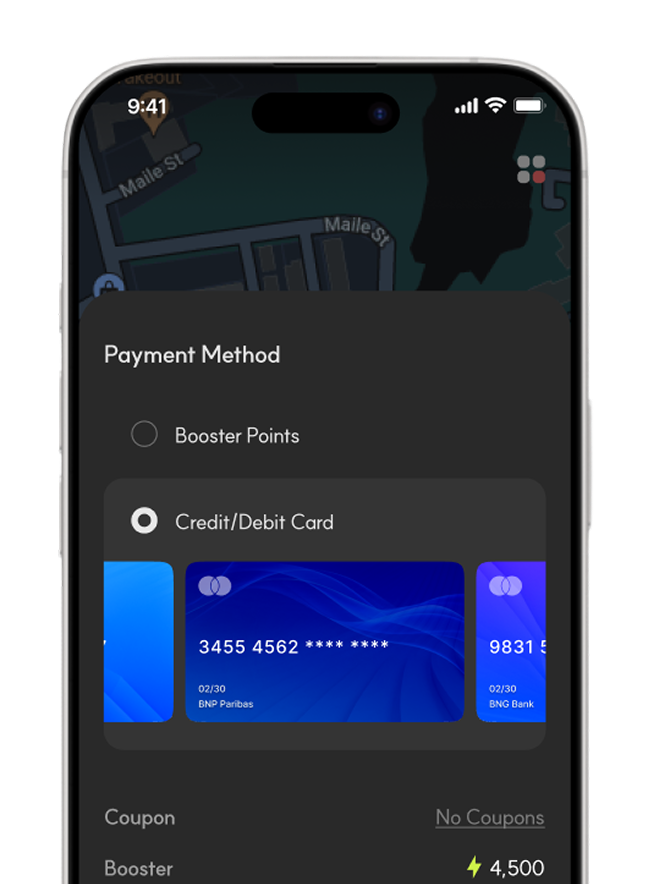 akeout
9:41
Maile St
Maile St
Payment Method
Booster Points
Credit/Debit Card
3455 4562 **** ****
02/30
BNP Paribas
9831 5
02/30
BNG Bank
Coupon
No Coupons
Booster
4,500